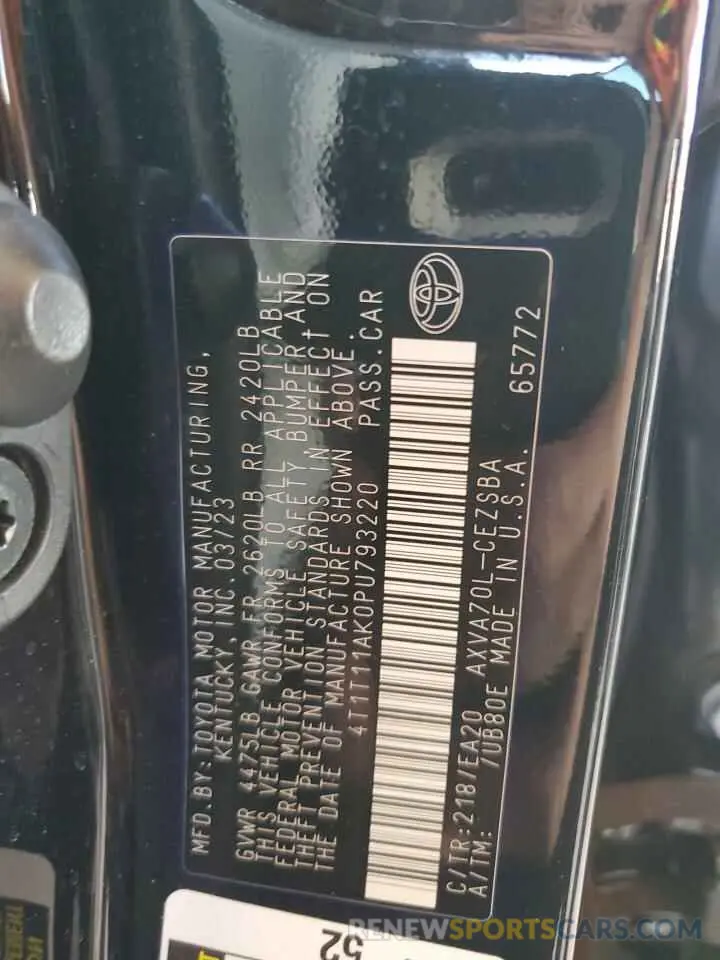 MFD.BY:TOYOTA MOTOR MANUFACTURING,
KENTUCKY, INC. 03/23
GVWR 4475LB GAWR FR 2620LB RR 2420LB
THIS VEHICLE CONFORMS TO ALL APPLICABLE
FEDERAL MOTOR VEHICLE SAFETY, BUMPER, AND
THEFT PREVENTION STANDARDS IN EFFECT ON
THE DATE OF MANUFACTURE SHOWN ABOVE.
4T1T11AK0PU793220 PASS.CAR
C/TR:218/EA20 AXVA70L-CEZSBA
A/TM: /UB80E MADE IN U.S.A. 65772
52
RENEWSPORTSCARS.COM